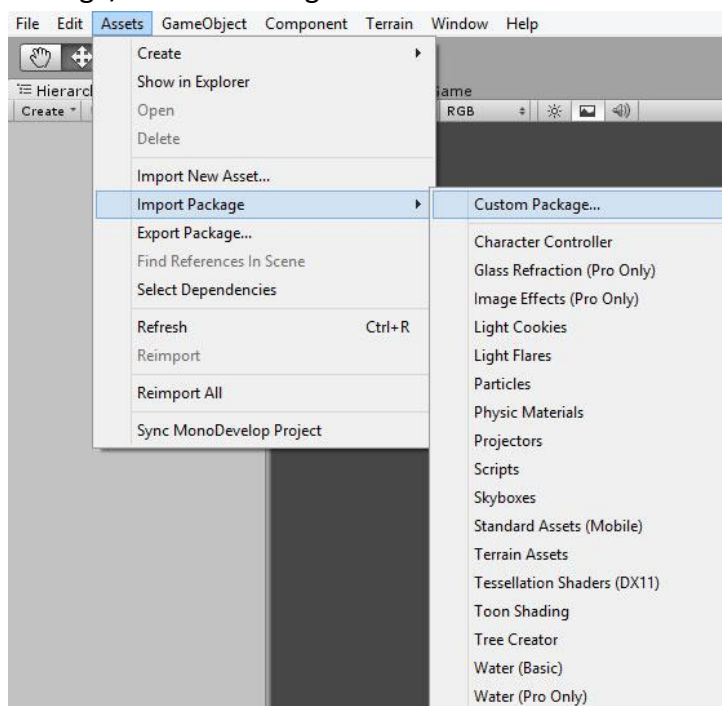 File Edit Assets GameObject Component Terrain Window Help
Create
Show in Explorer
Open
Delete
Import New Asset...
Import Package
Export Package...
Find References In Scene
Select Dependencies
Refresh Ctrl+R
Reimport
Reimport All
Sync MonoDevelop Project
Hierarc
Create
ame
RGB
Custom Package...
Character Controller
Glass Refraction (Pro Only)
Image Effects (Pro Only)
Light Cookies
Light Flares
Particles
Physic Materials
Projectors
Scripts
Skyboxes
Standard Assets (Mobile)
Terrain Assets
Tessellation Shaders (DX11)
Toon Shading
Tree Creator
Water (Basic)
Water (Pro Only)